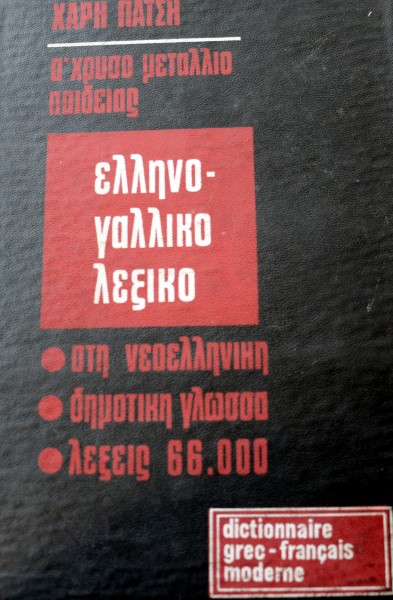 ΧΑΡΗ ΠΑΤΣΗ
α' χρυσο μεταλλιο
παιδειας
ελληνο-
γαλλικο
λεξικο
● στη νεοελληνικη
● δημοτικη γλωσσα
● λεξεις 66.000
dictionnaire
grec-français
moderne